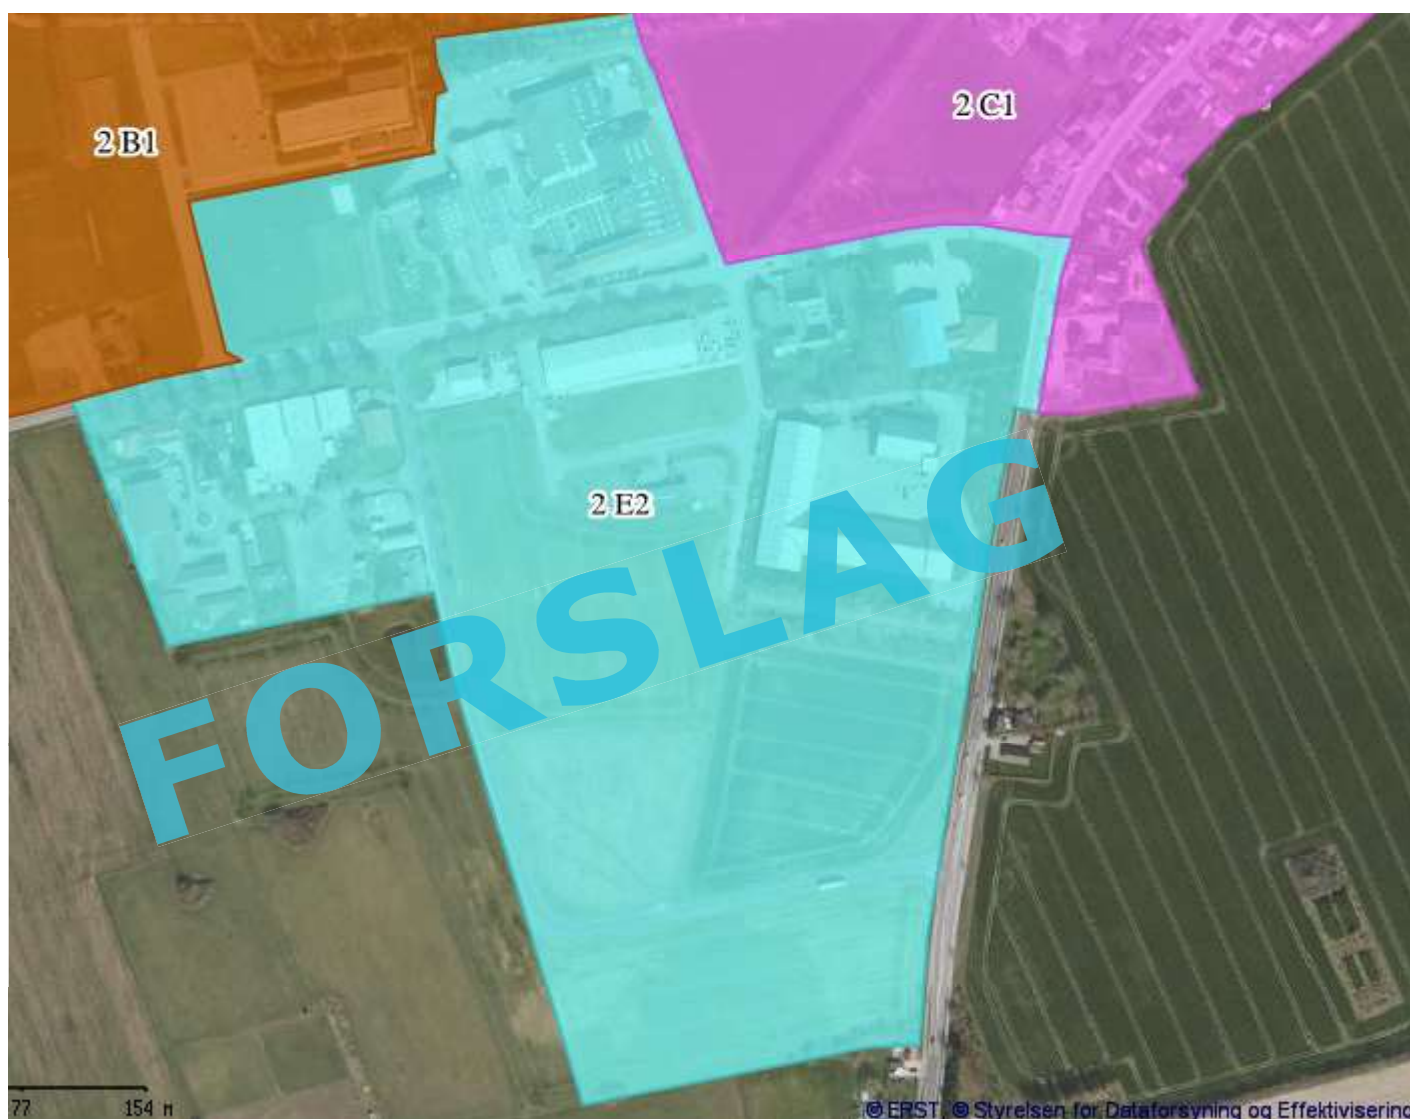 2 B1
2 C1
2 E2
FORSLAG
77
154 m
© ERST, © Styrelsen for Dataforsyning og Effektivisering